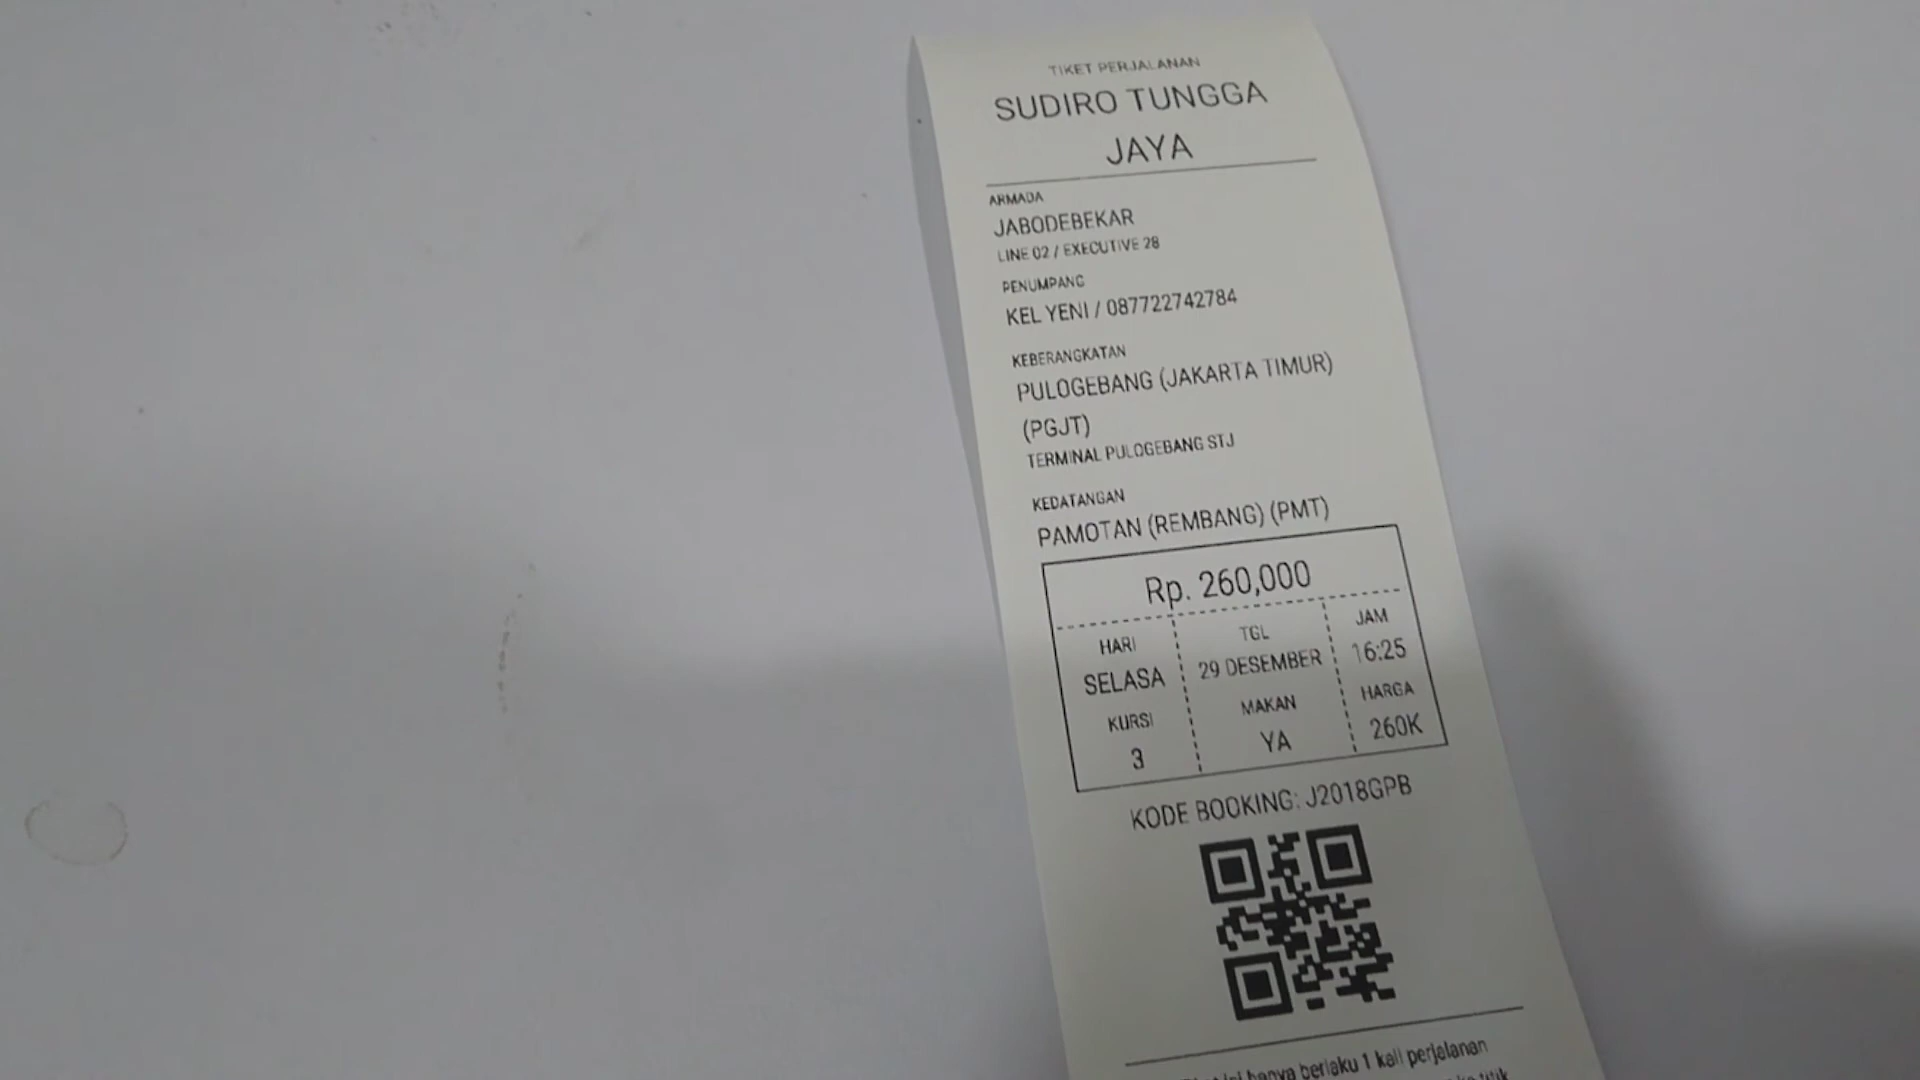 TIKET PERJALANAN
SUDIRO TUNGGA
JAYA
ARMADA
JABODEBEKAR
LINE 02 / EXECUTIVE 28
PENUMPANG
KEL YENI / 087722742784
KEBERANGKATAN
PULOGEBANG (JAKARTA TIMUR)
(PGJT)
TERMINAL PULOGEBANG STJ
KEDATANGAN
PAMOTAN (REMBANG) (PMT)
Rp. 260,000
HARI TGL JAM
SELASA 29 DESEMBER 16:25
KURSI MAKAN HARGA
3 YA 260K
KODE BOOKING: J2018GPB
ini hanya berlaku 1 kali perjalanan
titik